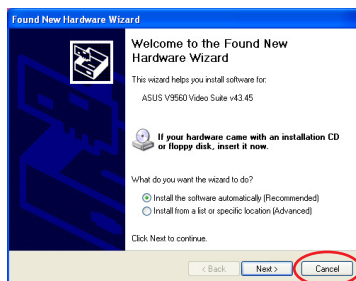 Found New Hardware Wizard
Welcome to the Found New
Hardware Wizard
This wizard helps you install software for:
ASUS V9560 Video Suite v43.45
If your hardware came with an installation CD
or floppy disk, insert it now.
What do you want the wizard to do?
Install the software automatically (Recommended)
Install from a list or specific location (Advanced)
Click Next to continue.
< Back
Next >
Cancel